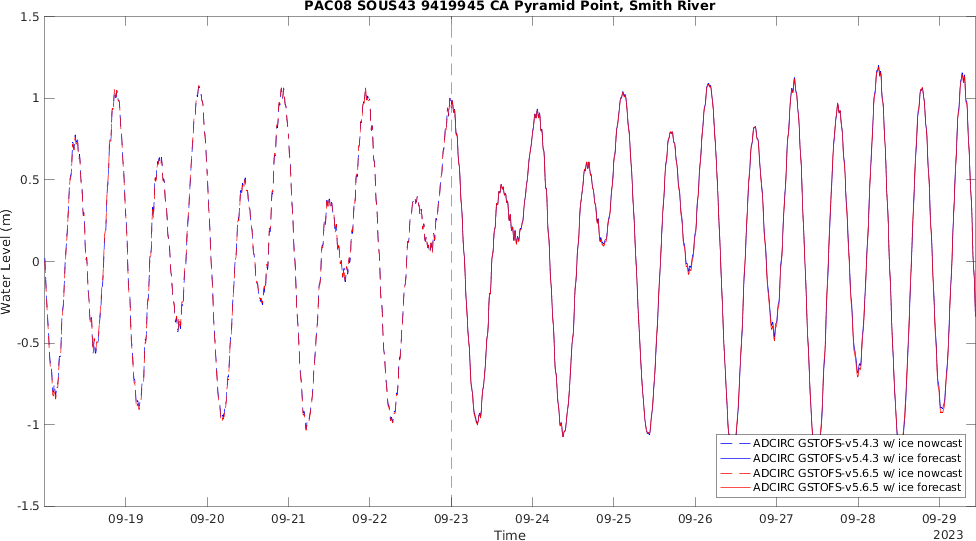 PAC08 SOUS43 9419945 CA Pyramid Point, Smith River
1.5
1
0.5
0
-0.5
-1
-1.5
Water Level (m)
ADCIRC GSTOFS-v5.4.3 w/ ice nowcast
ADCIRC GSTOFS-v5.4.3 w/ ice forecast
ADCIRC GSTOFS-v5.6.5 w/ ice nowcast
ADCIRC GSTOFS-v5.6.5 w/ ice forecast
09-19 09-20 09-21 09-22 09-23 09-24 09-25 09-26 09-27 09-28 09-29
Time
2023